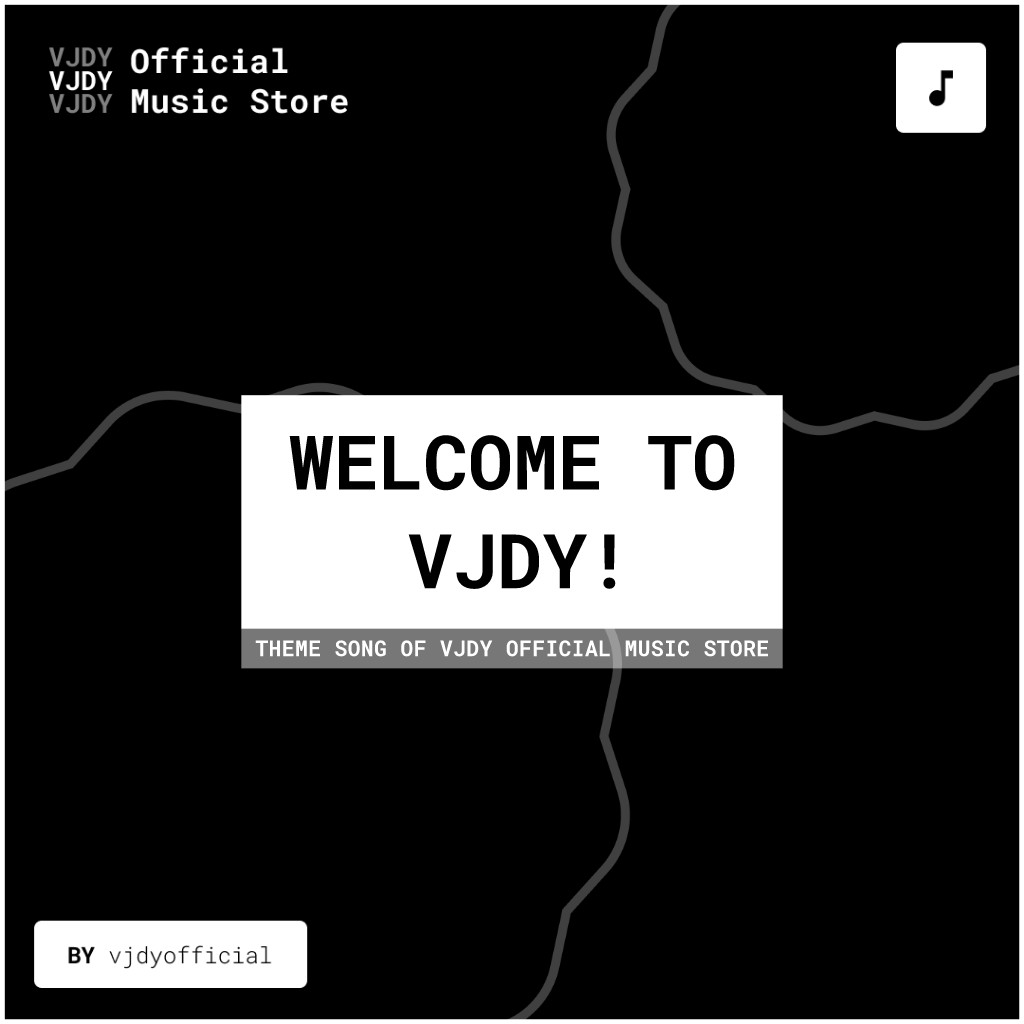 VJDY
VJDY
VJDY
Official
Music Store
WELCOME TO
VJDY!
THEME SONG OF VJDY OFFICIAL MUSIC STORE
BY vjdyofficial